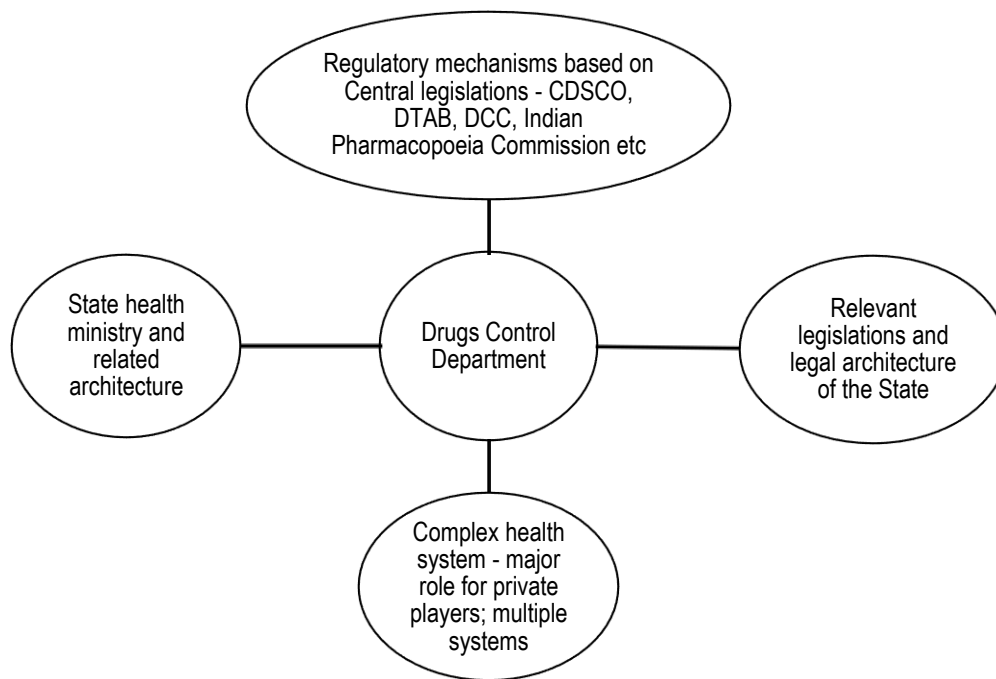 Regulatory mechanisms based on
Central legislations - CDSCO,
DTAB, DCC, Indian
Pharmacopoeia Commission etc
State health
ministry and
related
architecture
Drugs Control
Department
Relevant
legislations and
legal architecture
of the State
Complex health
system - major
role for private
players; multiple
systems